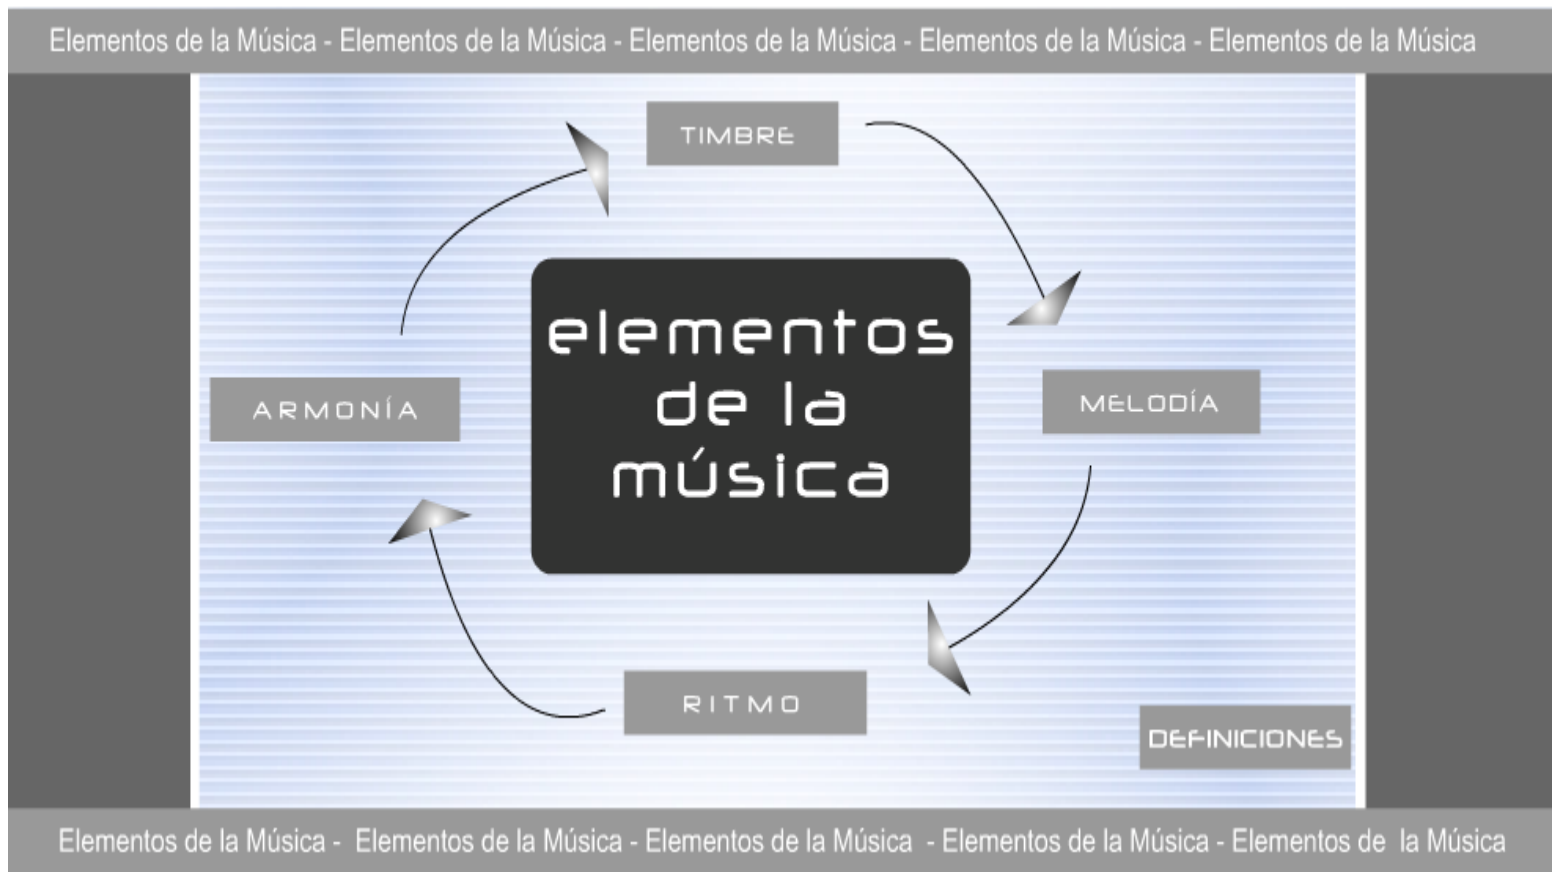 Elementos de la Música - Elementos de la Música - Elementos de la Música - Elementos de la Música - Elementos de la Música
TIMBRE
elementos
de la
música
ARMONÍA
MELODÍA
RITMO
DEFINICIONES
Elementos de la Música - Elementos de la Música - Elementos de la Música - Elementos de la Música - Elementos de la Música